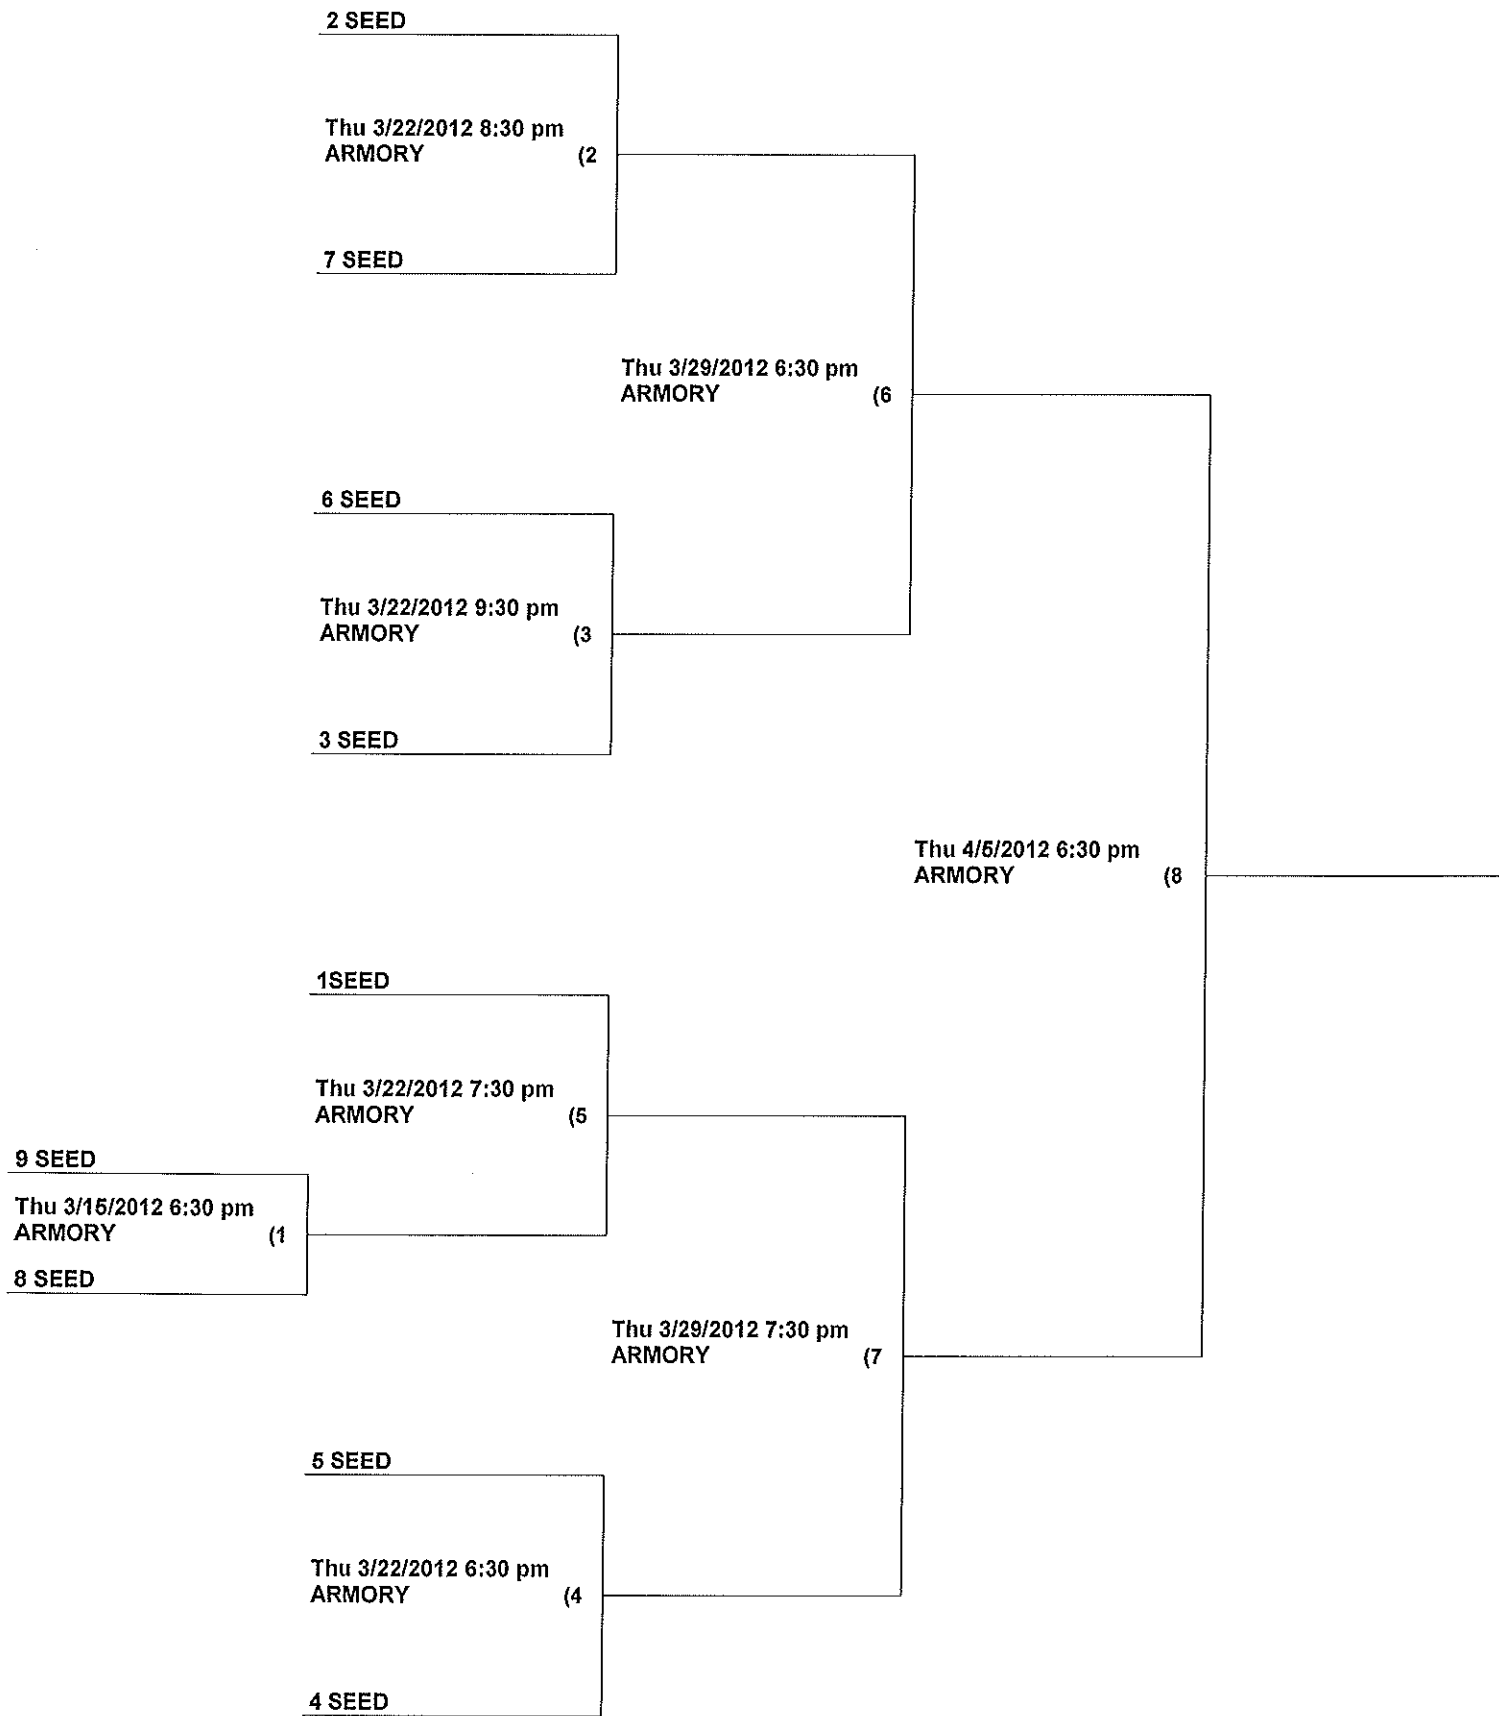 2 SEED
Thu 3/22/2012 8:30 pm
ARMORY (2
7 SEED
Thu 3/29/2012 6:30 pm
ARMORY (6
6 SEED
Thu 3/22/2012 9:30 pm
ARMORY (3
3 SEED
Thu 4/5/2012 6:30 pm
ARMORY (8
1SEED
Thu 3/22/2012 7:30 pm
ARMORY (5
9 SEED
Thu 3/15/2012 6:30 pm
ARMORY (1
8 SEED
Thu 3/29/2012 7:30 pm
ARMORY (7
5 SEED
Thu 3/22/2012 6:30 pm
ARMORY (4
4 SEED